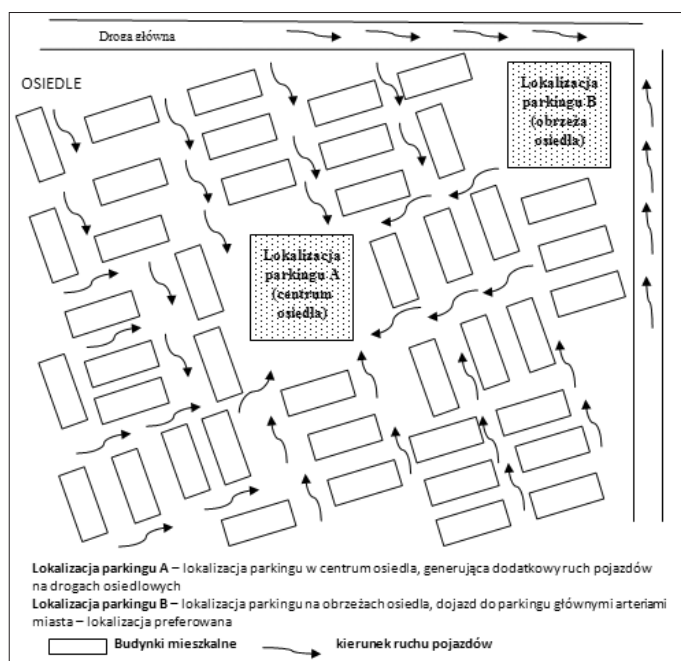 Droga główna
OSIEDLE
Lokalizacja
parkingu B
(obrzeża
osiedla)
Lokalizacja
parkingu A
(centrum
osiedla)
Lokalizacja parkingu A – lokalizacja parkingu w centrum osiedla, generująca dodatkowy ruch pojazdów
na drogach osiedlowych
Lokalizacja parkingu B – lokalizacja parkingu na obrzeżach osiedla, dojazd do parkingu głównymi arteriami
miasta – lokalizacja preferowana
Budynki mieszkalne kierunek ruchu pojazdów